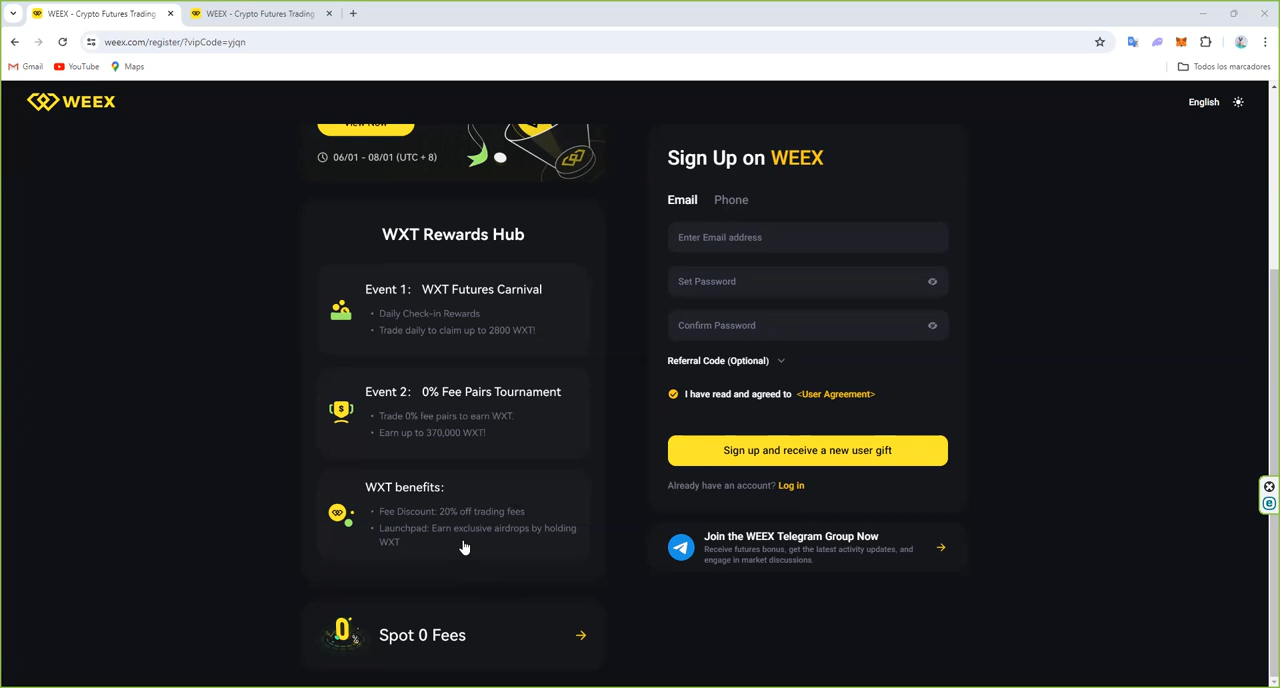 WEEX - Crypto Futures Trading
WEEX - Crypto Futures Trading
weex.com/register/?vipCode=yjqn
Gmail
YouTube
Maps
Todos los marcadores
WEEX
English
View Now
06/01 - 08/01 (UTC + 8)
WXT Rewards Hub
Event 1: WXT Futures Carnival
• Daily Check-in Rewards
• Trade daily to claim up to 2800 WXT!
Event 2: 0% Fee Pairs Tournament
• Trade 0% fee pairs to earn WXT.
• Earn up to 370,000 WXT!
WXT benefits:
• Fee Discount: 20% off trading fees
• Launchpad: Earn exclusive airdrops by holding
WXT
Spot 0 Fees
Sign Up on WEEX
Email Phone
Enter Email address
Set Password
Confirm Password
Referral Code (Optional)
I have read and agreed to <User Agreement>
Sign up and receive a new user gift
Already have an account? Log in
Join the WEEX Telegram Group Now
Receive futures bonus, get the latest activity updates, and
engage in market discussions